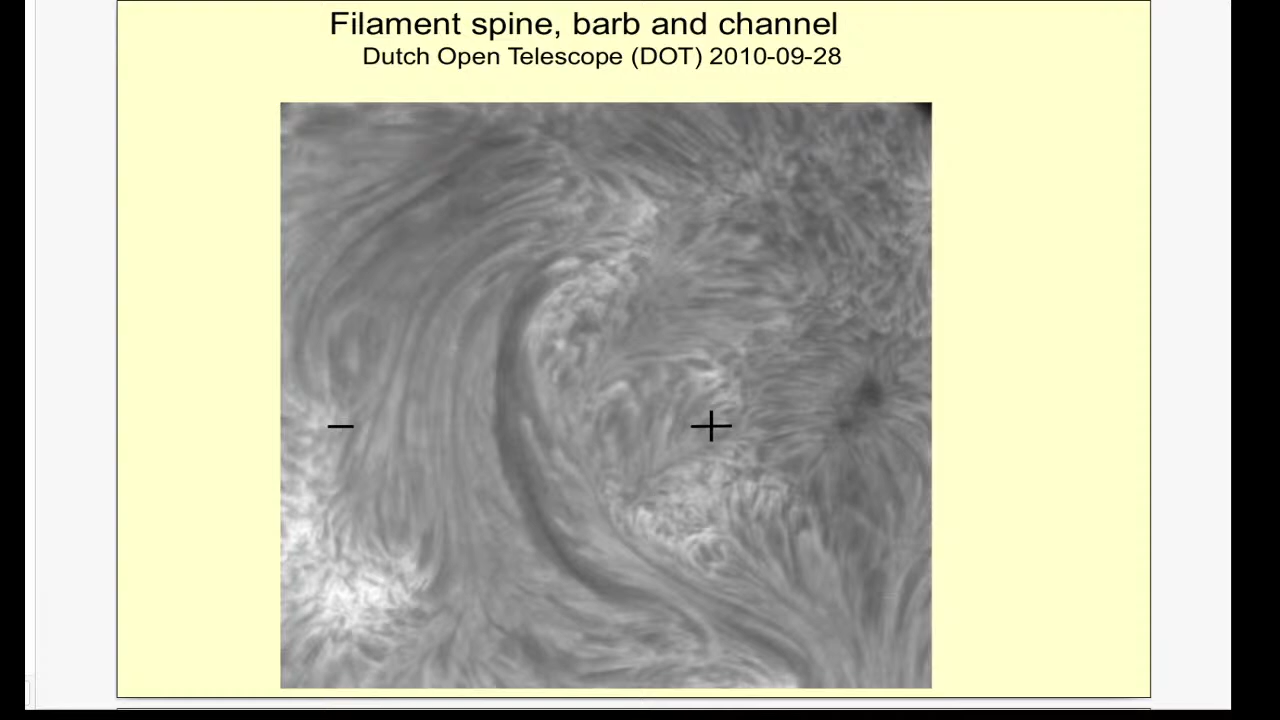 Filament spine, barb and channel
Dutch Open Telescope (DOT) 2010-09-28
− +